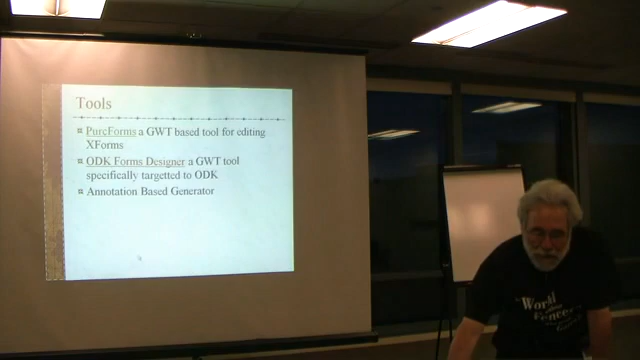 Tools
PurcForms a GWT based tool for editing
XForms
ODK Forms Designer a GWT tool
specifically targetted to ODK
Annotation Based Generator
World